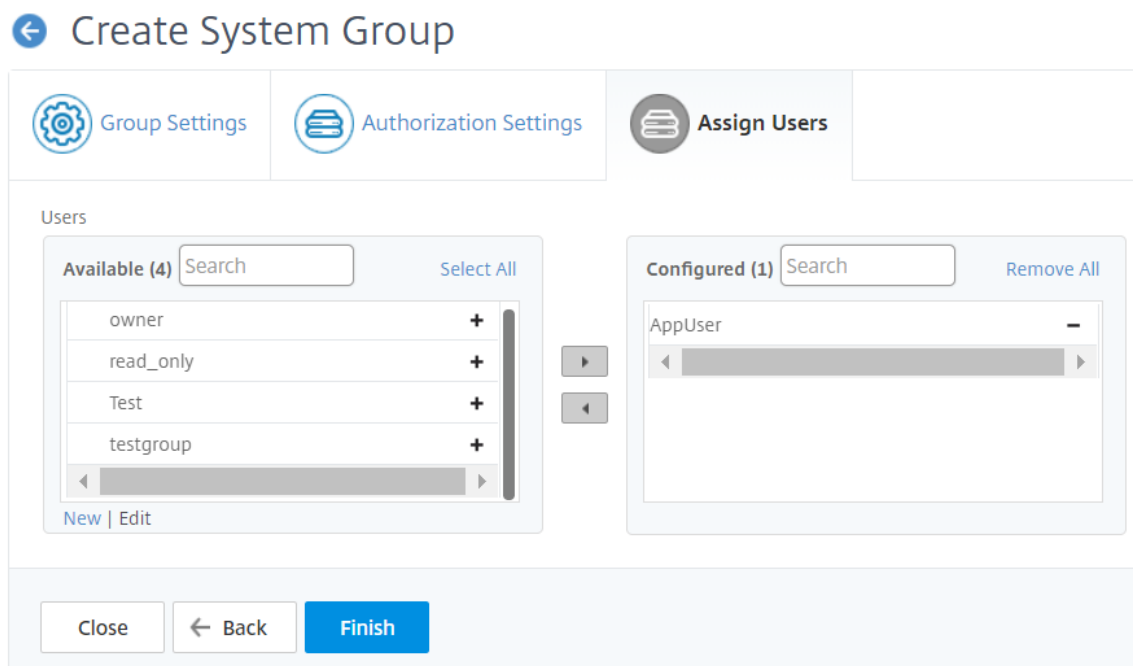 Create System Group
Group Settings
Authorization Settings
Assign Users
Users
Available (4) Search Select All
owner
read_only
Test
testgroup
New | Edit
Configured (1) Search Remove All
AppUser
Close
Back
Finish